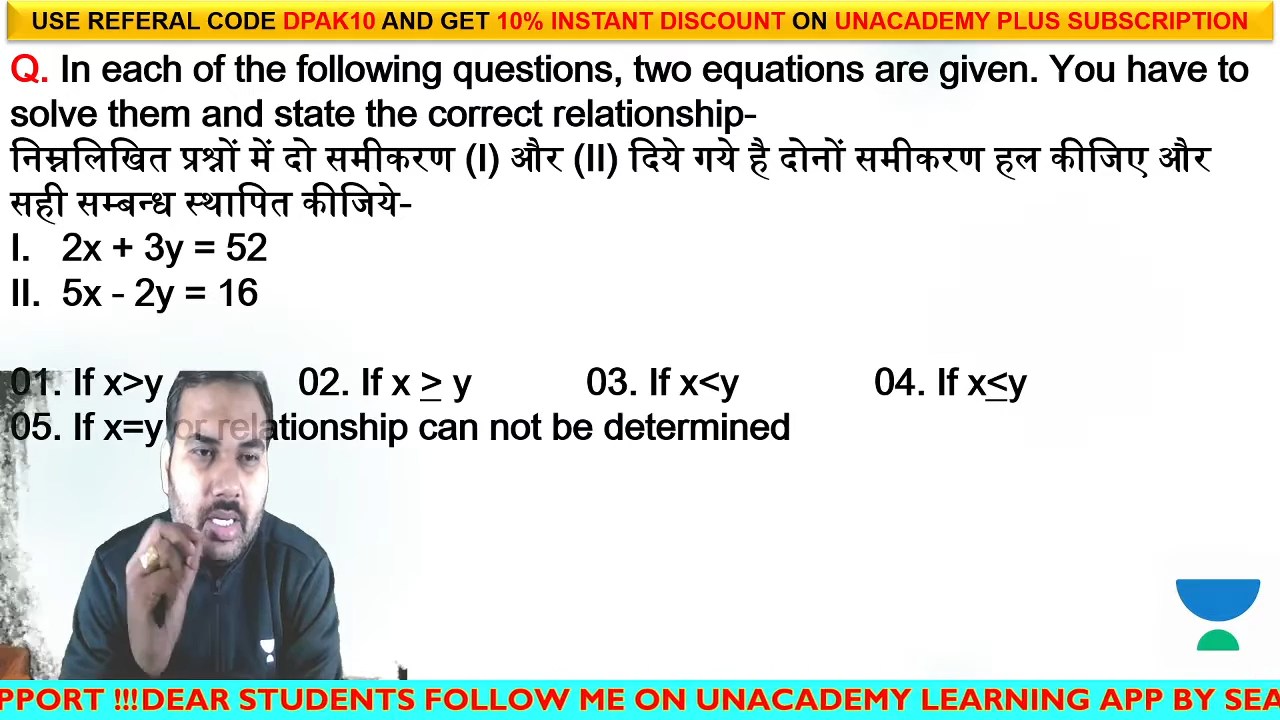 USE REFERAL CODE DPAK10 AND GET 10% INSTANT DISCOUNT ON UNACADEMY PLUS SUBSCRIPTION
Q. In each of the following questions, two equations are given. You have to
solve them and state the correct relationship-
निम्नलिखित प्रश्नों में दो समीकरण (I) और (II) दिये गये है दोनों समीकरण हल कीजिए और
सही सम्बन्ध स्थापित कीजिये-
I. 2x + 3y = 52
II. 5x - 2y = 16
01. If x>y 02. If x ≥ y 03. If x<y 04. If x≤y
05. If x=y or relationship can not be determined
PPORT !!!DEAR STUDENTS FOLLOW ME ON UNACADEMY LEARNING APP BY SEA